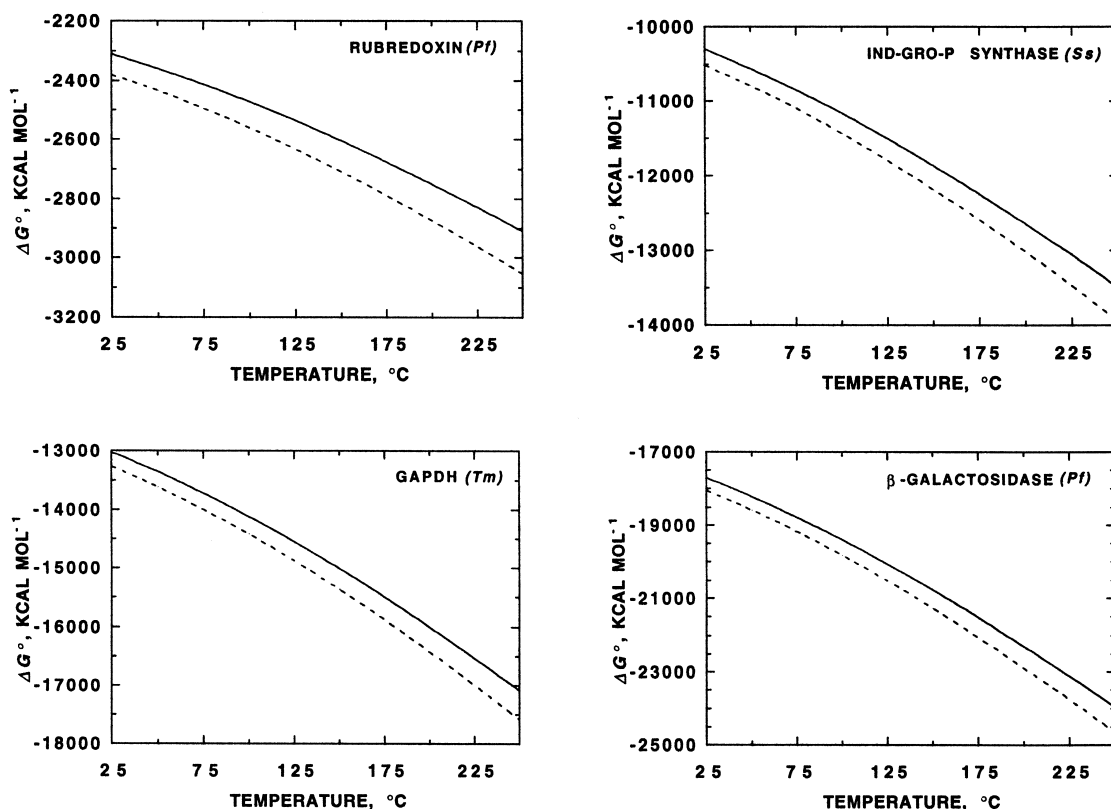 RUBREDOXIN (Pf)
ΔG°, KCAL MOL⁻¹
-2200
-2400
-2600
-2800
-3000
-3200
25 75 125 175 225
TEMPERATURE, °C
IND-GRO-P SYNTHASE (Ss)
ΔG°, KCAL MOL⁻¹
-10000
-11000
-12000
-13000
-14000
25 75 125 175 225
TEMPERATURE, °C
GAPDH (Tm)
ΔG°, KCAL MOL⁻¹
-13000
-14000
-15000
-16000
-17000
-18000
25 75 125 175 225
TEMPERATURE, °C
β-GALACTOSIDASE (Pf)
ΔG°, KCAL MOL⁻¹
-17000
-19000
-21000
-23000
-25000
25 75 125 175 225
TEMPERATURE, °C